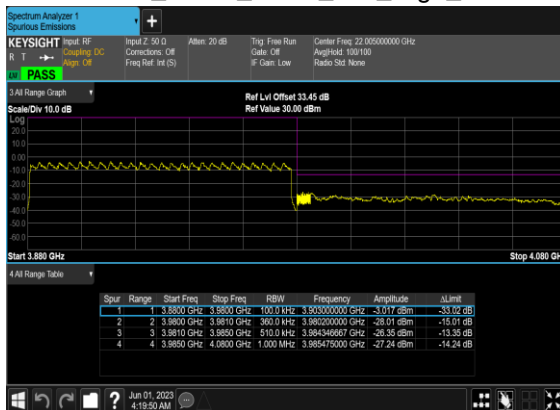 Spectrum Analyzer 1
Spurious Emissions
KEYSIGHT Input: RF Input Z: 50 Ω Atten: 20 dB Trig: Free Run Center Freq: 22.005000000 GHz
R T Coupling: DC Corrections: Off Gate: Off Avg|Hold: 100/100
Align: Off Freq Ref: Int (S) IF Gain: Low Radio Std: None
PASS
3 All Range Graph
Ref Lvl Offset 33.45 dB
Scale/Div 10.0 dB Ref Value 30.00 dBm
Log
20.0
10.0
0.00
-10.0
-20.0
-30.0
-40.0
-50.0
-60.0
Start 3.880 GHz Stop 4.080 GH
4 All Range Table
Spur Range Start Freq Stop Freq RBW Frequency Amplitude ΔLimit
1 1 3.8800 GHz 3.9800 GHz 100.0 kHz 3.903000000 GHz -3.017 dBm -33.02 dB
2 2 3.9800 GHz 3.9810 GHz 360.0 kHz 3.980200000 GHz -28.01 dBm -15.01 dB
3 3 3.9810 GHz 3.9850 GHz 510.0 kHz 3.984346667 GHz -26.35 dBm -13.35 dB
4 4 3.9850 GHz 4.0800 GHz 1.000 MHz 3.985475000 GHz -27.24 dBm -14.24 dB
? Jun 01, 2023
4:19:50 AM